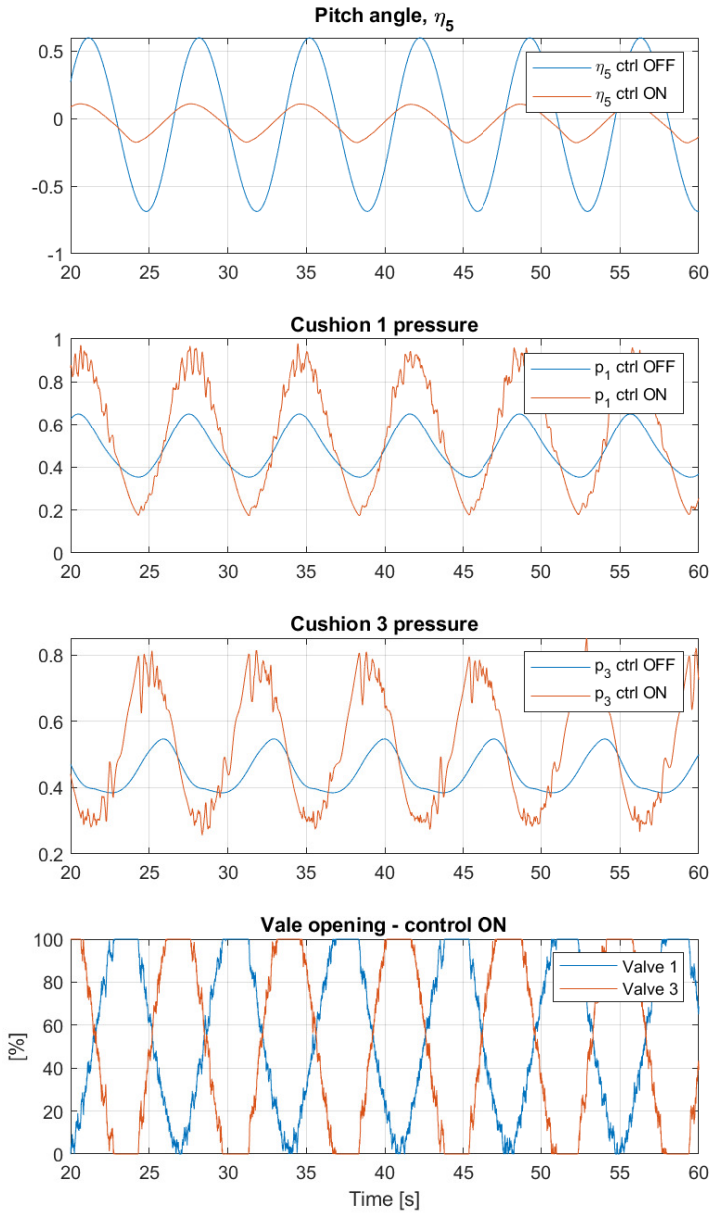 Pitch angle, η5
0.5
0
-0.5
-1
η5 ctrl OFF
η5 ctrl ON
20 25 30 35 40 45 50 55 60
Cushion 1 pressure
1
0.8
0.6
0.4
0.2
0
p1 ctrl OFF
p1 ctrl ON
20 25 30 35 40 45 50 55 60
Cushion 3 pressure
0.8
0.6
0.4
0.2
p3 ctrl OFF
p3 ctrl ON
20 25 30 35 40 45 50 55 60
Vale opening - control ON
100
80
60
40
20
0
[%]
Valve 1
Valve 3
20 25 30 35 40 45 50 55 60
Time [s]